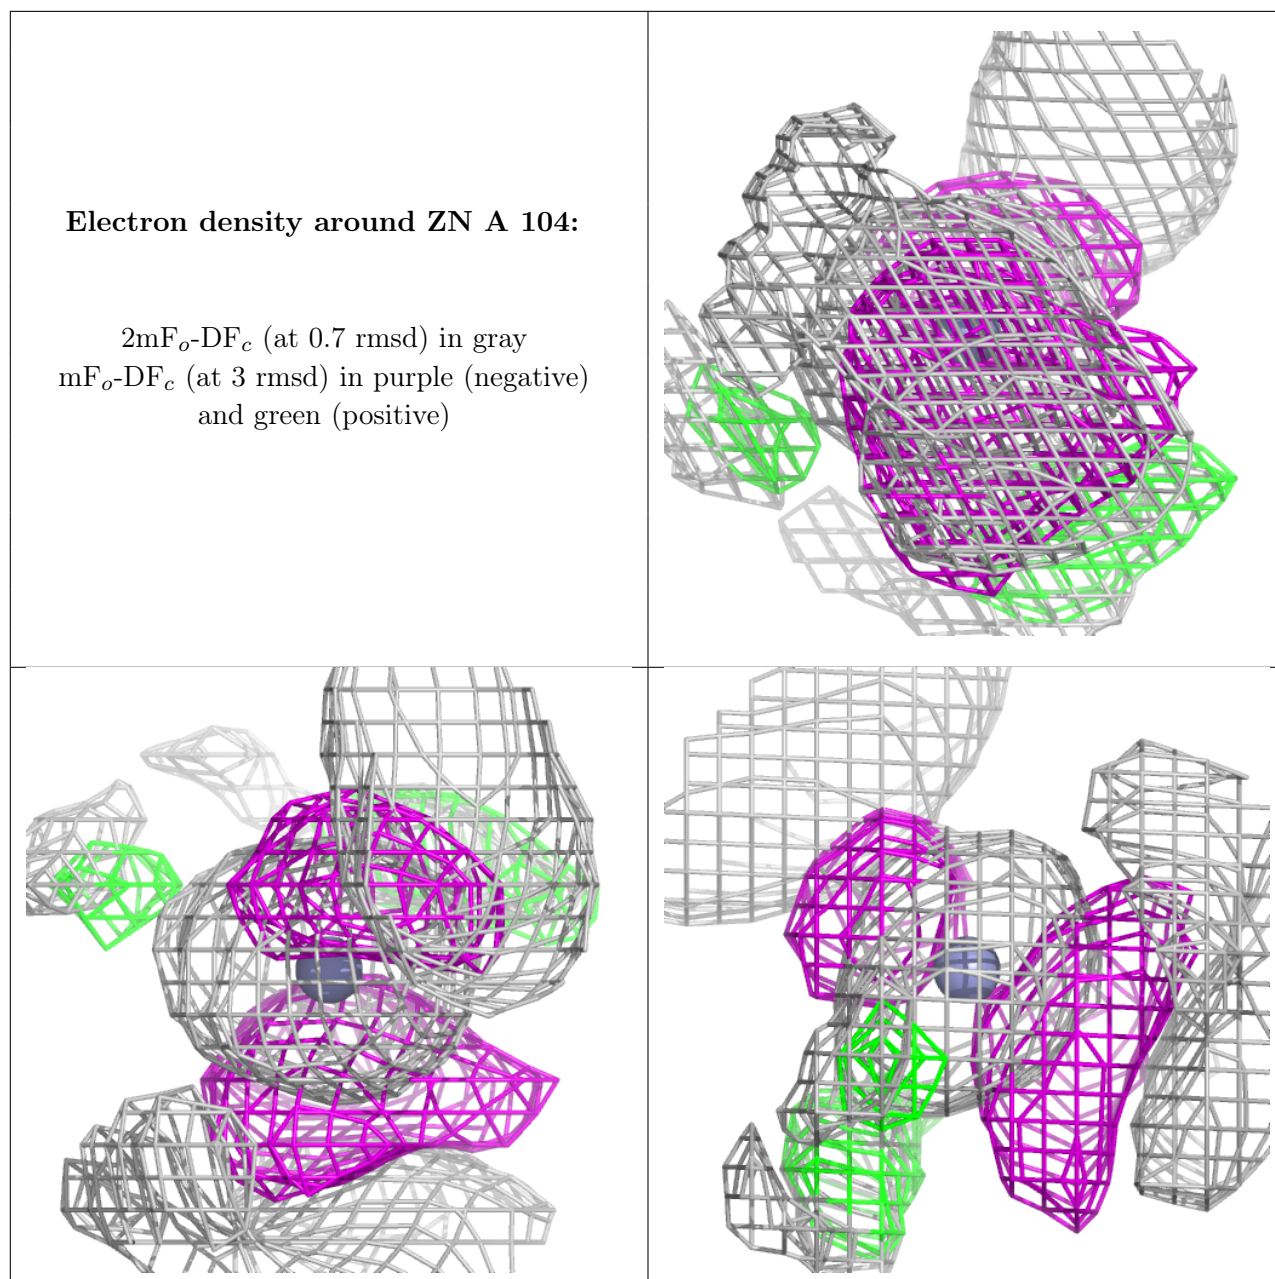 Electron density around ZN A 104:
2mFₒ-DF𝒸 (at 0.7 rmsd) in gray
mFₒ-DF𝒸 (at 3 rmsd) in purple (negative)
and green (positive)